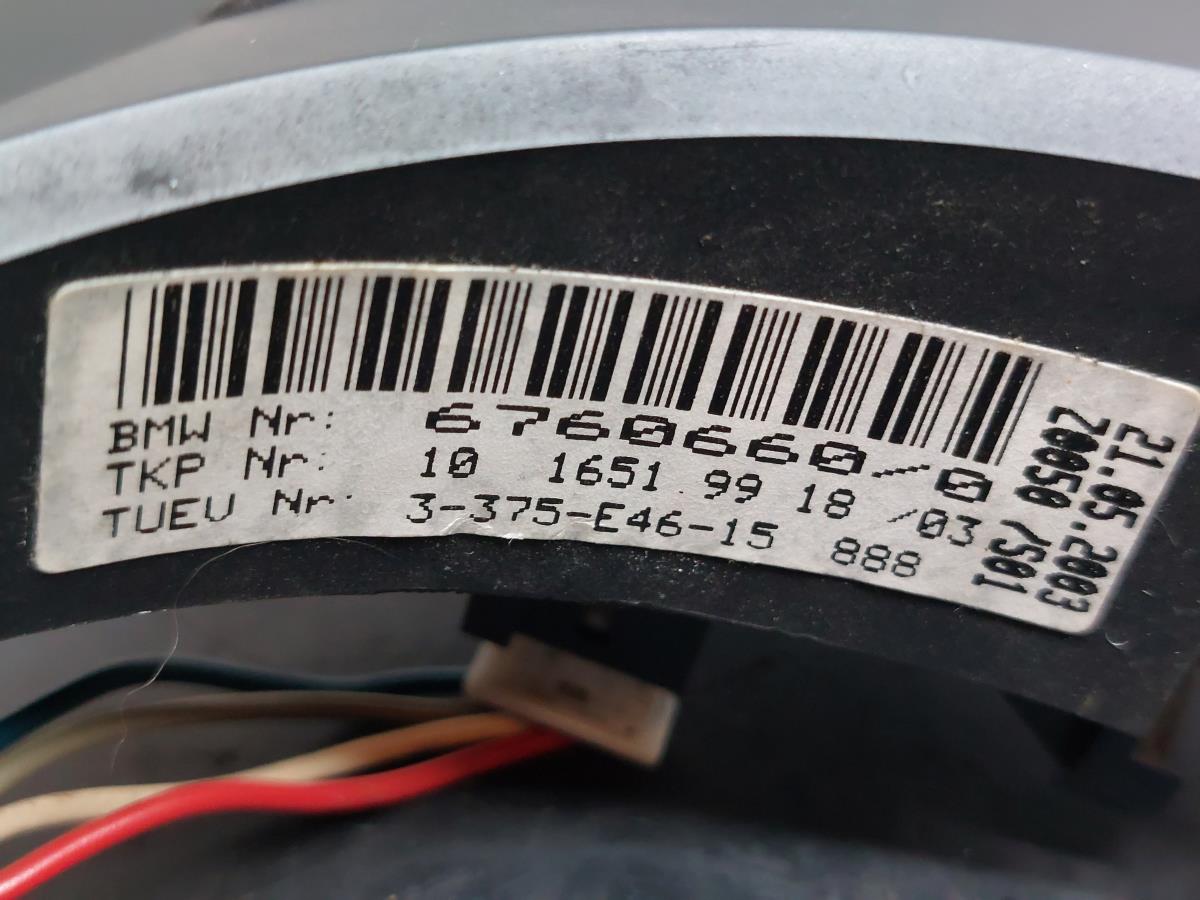 BMW Nr: 6760660/0
TKP Nr: 10 1651 99 18 /03
TUEV Nr: 3-375-E46-15 888
21.05.2003
20050 /S01